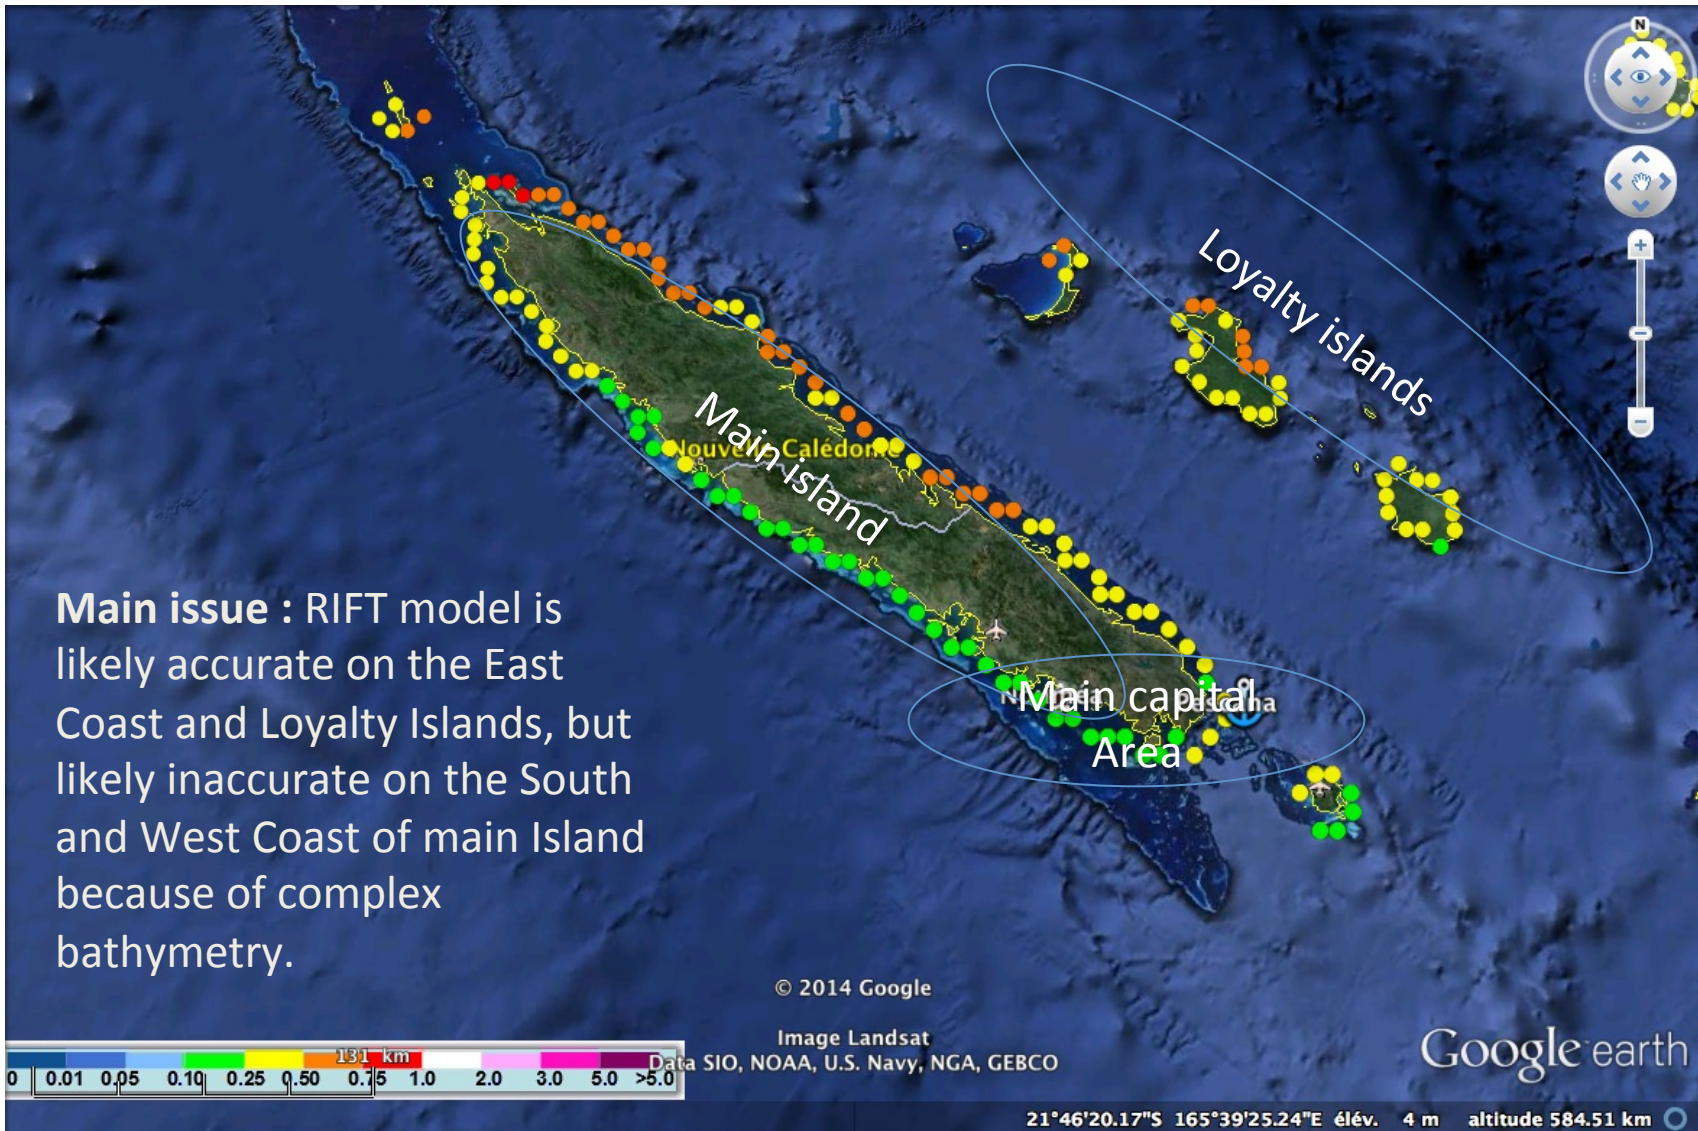 N
Loyalty islands
Main island
Nouvelle Calédonie
Main capital
Area
Main issue : RIFT model is
likely accurate on the East
Coast and Loyalty Islands, but
likely inaccurate on the South
and West Coast of main Island
because of complex
bathymetry.
© 2014 Google
Image Landsat
Data SIO, NOAA, U.S. Navy, NGA, GEBCO
Google earth
131 km
0 0.01 0.05 0.10 0.25 0.50 0.75 1.0 2.0 3.0 5.0 >5.0
21°46'20.17"S 165°39'25.24"E élév. 4 m altitude 584.51 km